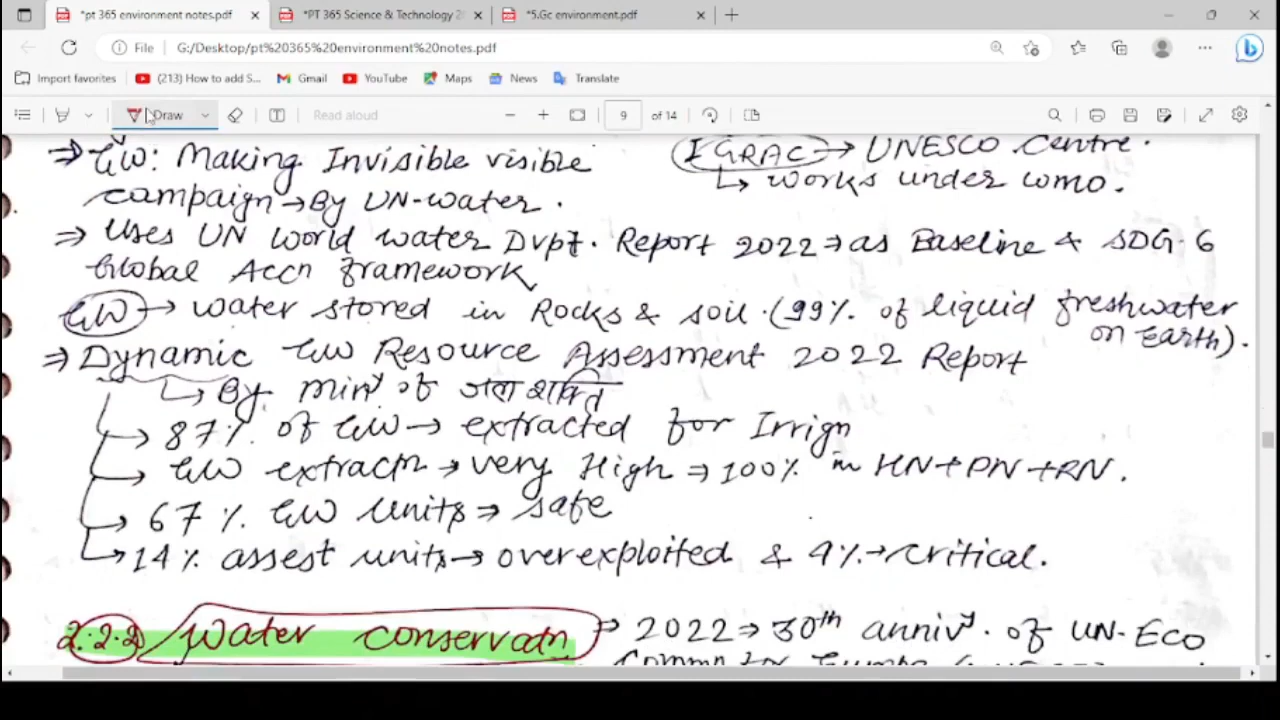 *pt 365 environment notes.pdf
*PT 365 Science & Technology 2
*5.Gc environment.pdf
File G:/Desktop/pt%20365%20environment%20notes.pdf
Import favorites (213) How to add S... Gmail YouTube Maps News Translate
Draw Read aloud 9 of 14
⇒ GW: Making Invisible visible
campaign → By UN-water.
IGRAC → UNESCO Centre.
↳ works under WMO.
⇒ Uses UN World water Dvpt. Report 2022 → as Baseline & SDG-6
Global Accn framework
GW → water stored in Rocks & soil. (99% of liquid freshwater
on Earth).
⇒ Dynamic GW Resource Assessment 2022 Report
↳ By Miny of जल शक्ति
→ 87% of GW → extracted for Irrign
→ GW extractn → very High ⇒ 100% in HN+PN+RN.
→ 67% GW units ⇒ safe
→ 14% assest units → overexploited & 4% → critical.
2.2.2 Water conservatn ⇒ 2022 ⇒ 30th annivy. of UN-Eco